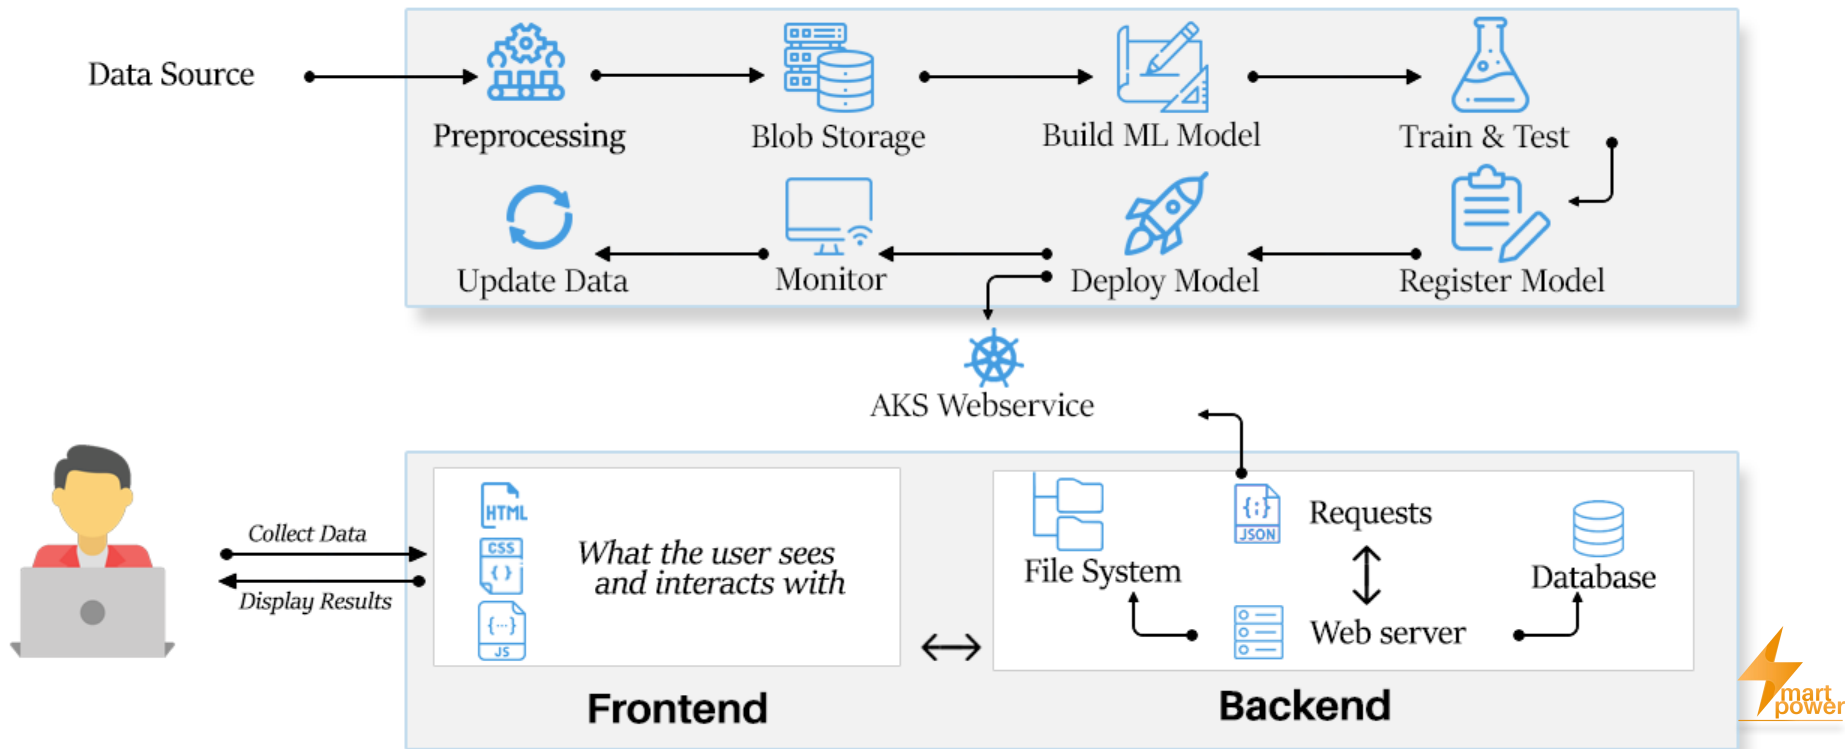 Data Source
Preprocessing
Blob Storage
Build ML Model
Train & Test
Update Data
Monitor
Deploy Model
Register Model
AKS Webservice
Collect Data
Display Results
HTML
CSS
{ }
{...}
JS
What the user sees
and interacts with
Frontend
File System
{;}
JSON
Requests
Web server
Database
Backend
mart
power